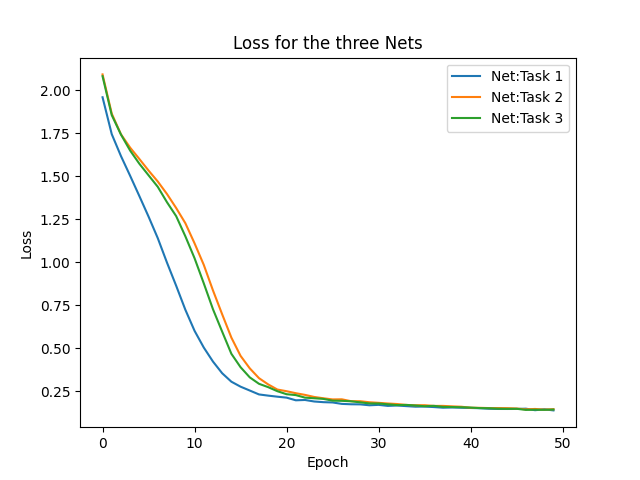 Loss for the three Nets
Net:Task 1
Net:Task 2
Net:Task 3
Loss
2.00
1.75
1.50
1.25
1.00
0.75
0.50
0.25
0 10 20 30 40 50
Epoch